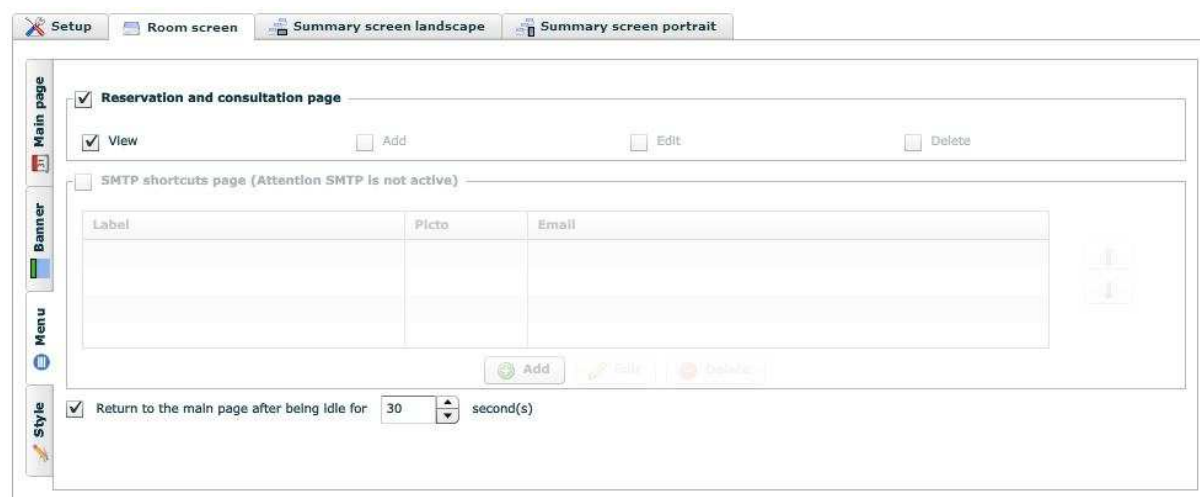 Setup Room screen Summary screen landscape Summary screen portrait
Main page
Banner
Menu
Style
Reservation and consultation page
View Add Edit Delete
SMTP shortcuts page (Attention SMTP is not active)
Label Picto Email
Add Edit Delete
Return to the main page after being idle for 30 second(s)